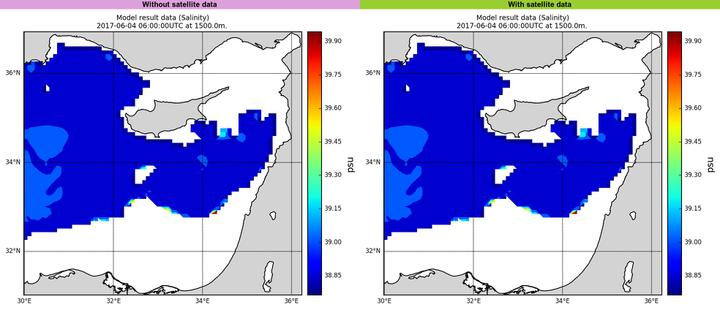 Without satellite data
With satellite data
Model result data (Salinity)
2017-06-04 06:00:00UTC at 1500.0m.
36°N
34°N
32°N
30°E
32°E
34°E
36°E
39.90
39.75
39.60
39.45
39.30
39.15
39.00
38.85
psu
Model result data (Salinity)
2017-06-04 06:00:00UTC at 1500.0m.
36°N
34°N
32°N
30°E
32°E
34°E
36°E
39.90
39.75
39.60
39.45
39.30
39.15
39.00
38.85
psu